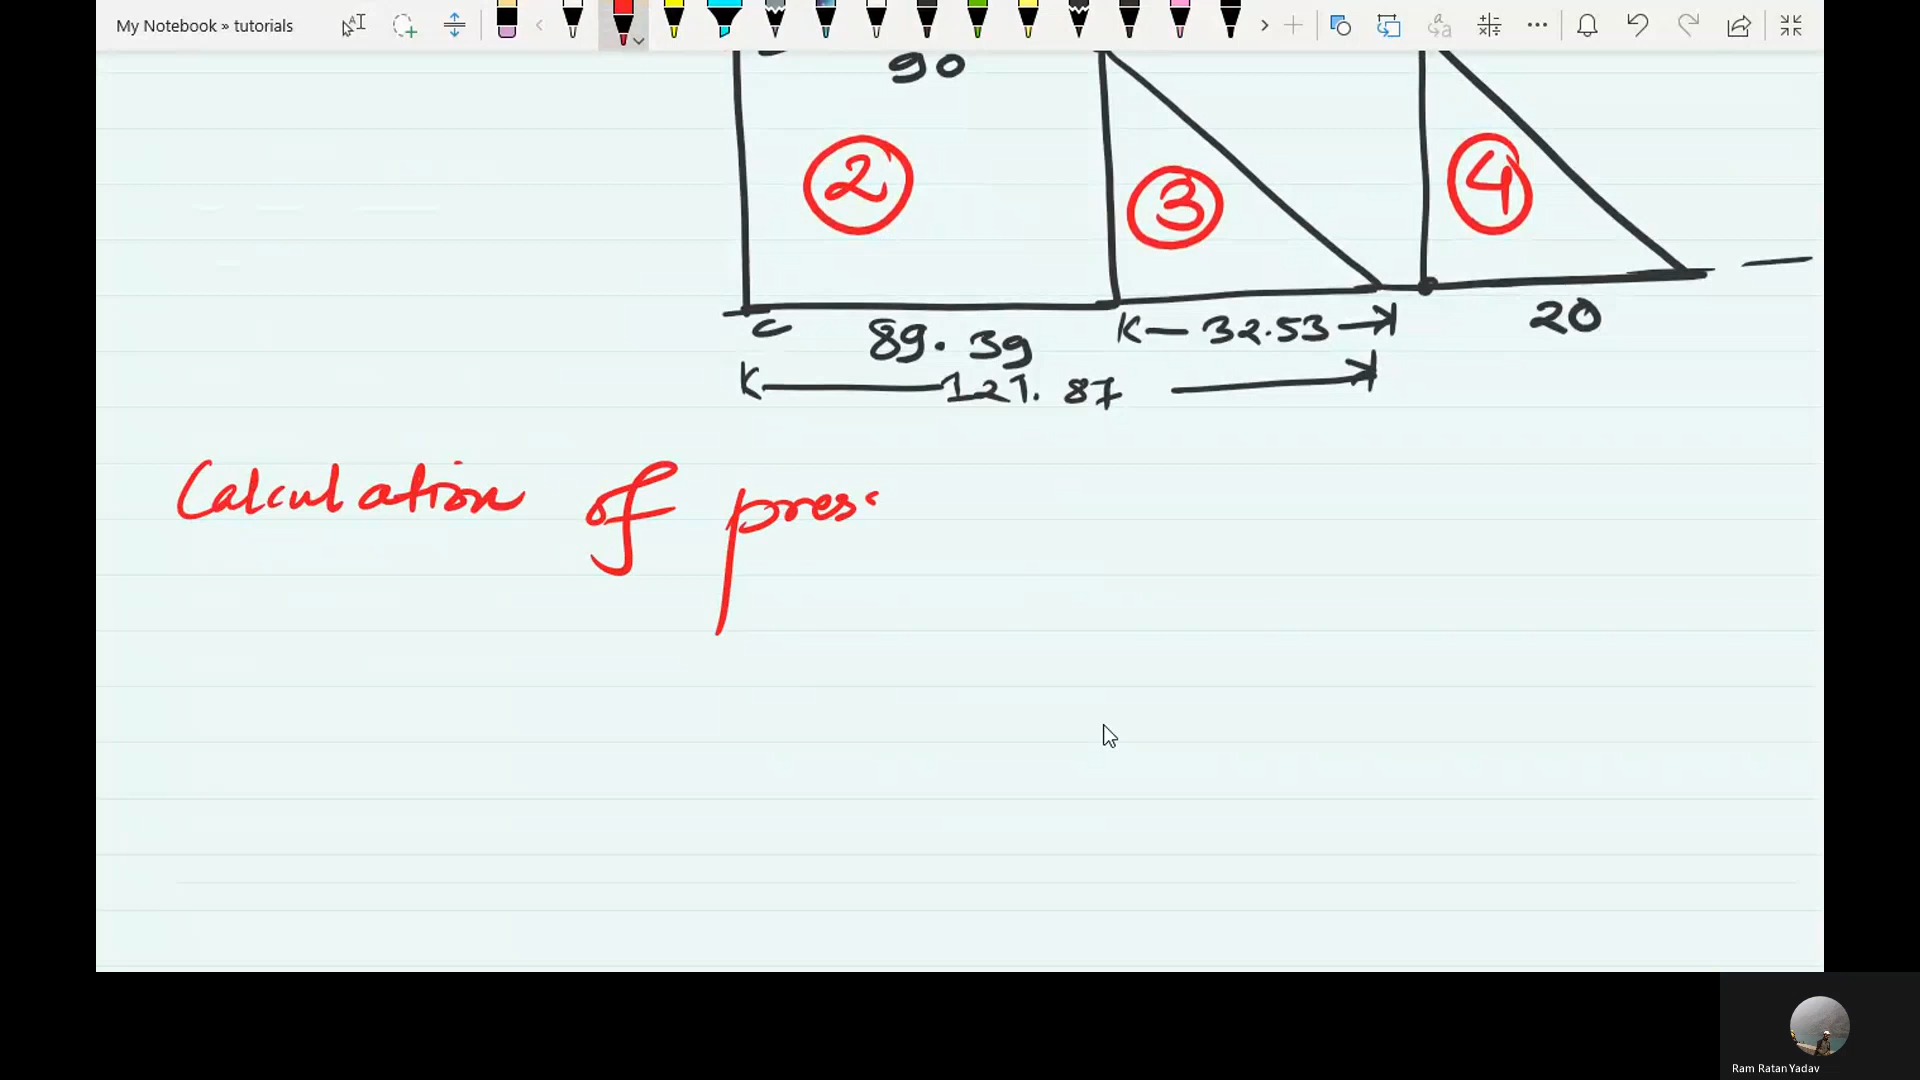 My Notebook » tutorials
90
2
3
4
c
89.39
32.53
20
121.87
Calculation of press
Ram Ratan Yadav